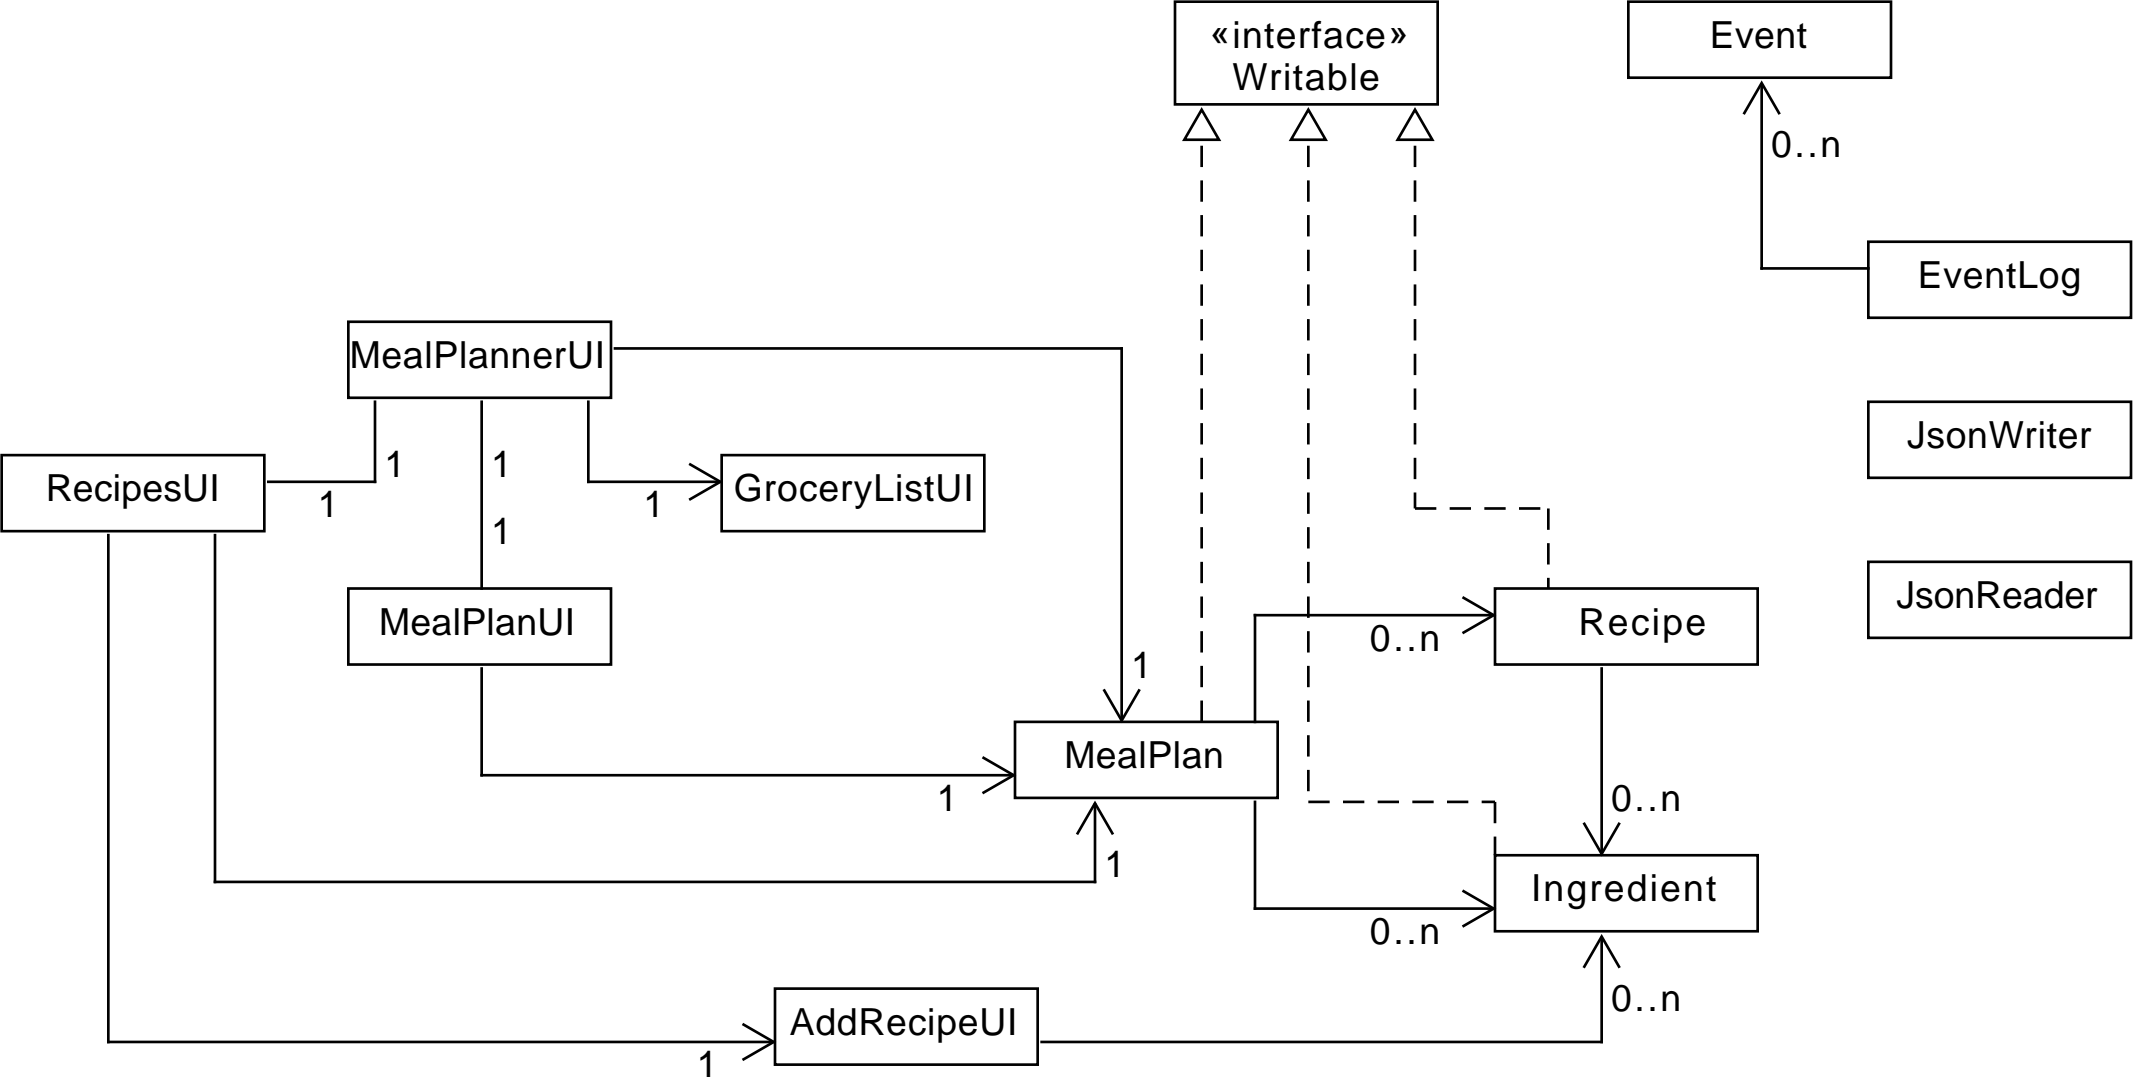 «interface»
Writable
Event
0..n
EventLog
MealPlannerUI
JsonWriter
1
1
RecipesUI
1
1
GroceryListUI
1
JsonReader
MealPlanUI
Recipe
0..n
1
MealPlan
1
0..n
1
Ingredient
0..n
0..n
AddRecipeUI
1